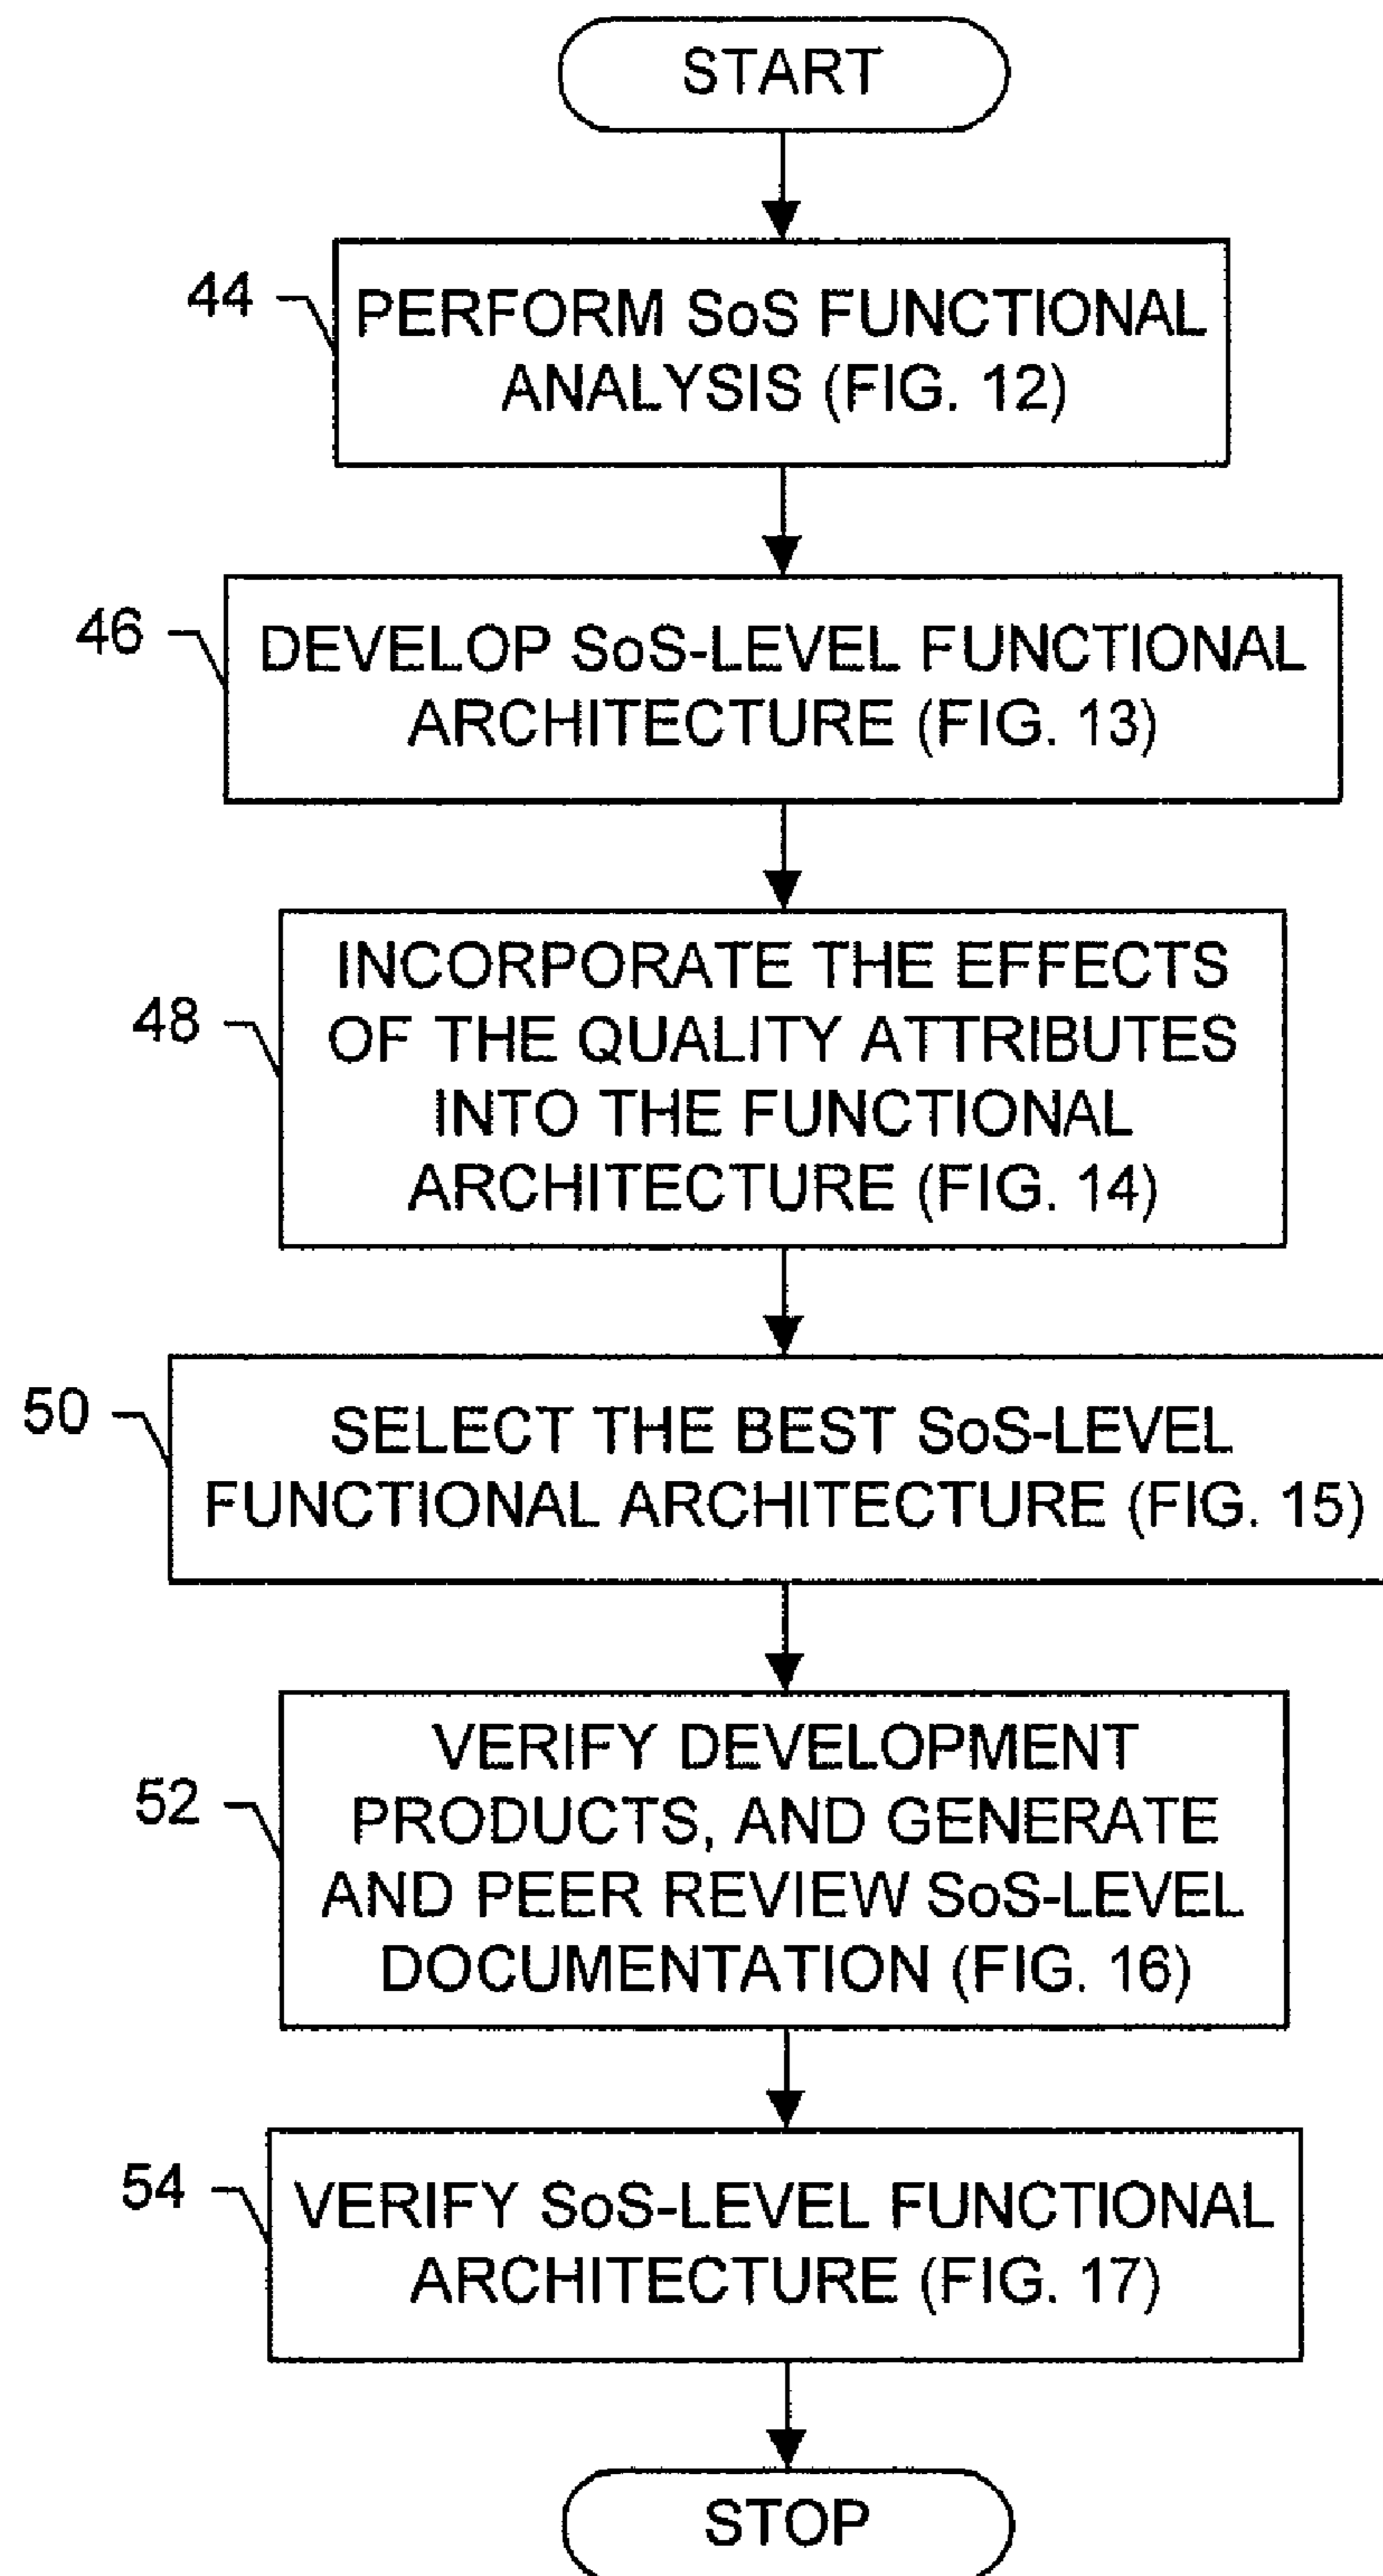 START
44
PERFORM SoS FUNCTIONAL
ANALYSIS (FIG. 12)
46
DEVELOP SoS-LEVEL FUNCTIONAL
ARCHITECTURE (FIG. 13)
48
INCORPORATE THE EFFECTS
OF THE QUALITY ATTRIBUTES
INTO THE FUNCTIONAL
ARCHITECTURE (FIG. 14)
50
SELECT THE BEST SoS-LEVEL
FUNCTIONAL ARCHITECTURE (FIG. 15)
52
VERIFY DEVELOPMENT
PRODUCTS, AND GENERATE
AND PEER REVIEW SoS-LEVEL
DOCUMENTATION (FIG. 16)
54
VERIFY SoS-LEVEL FUNCTIONAL
ARCHITECTURE (FIG. 17)
STOP